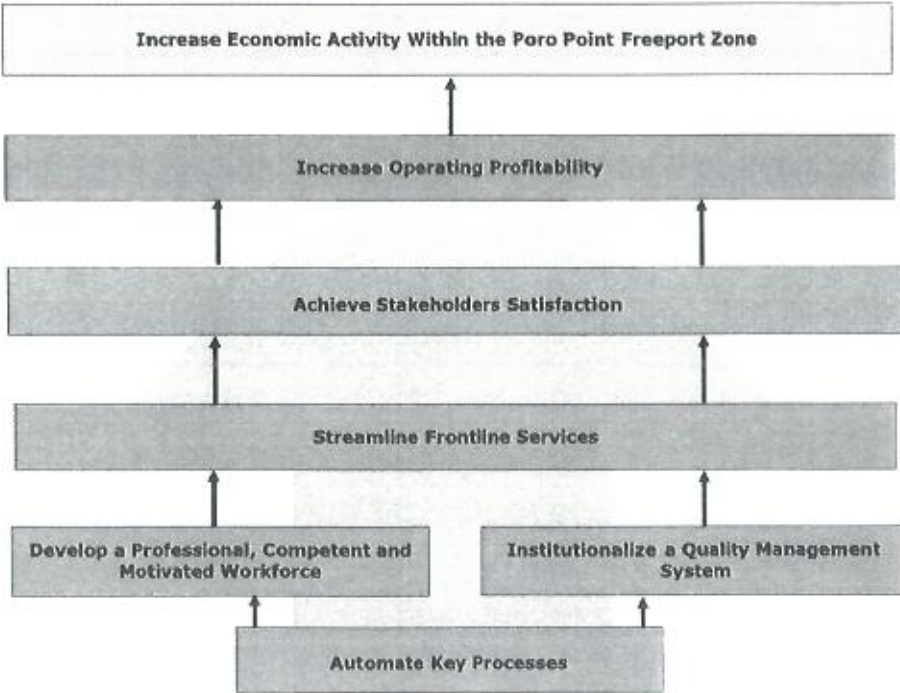 Increase Economic Activity Within the Poro Point Freeport Zone
Increase Operating Profitability
Achieve Stakeholders Satisfaction
Streamline Frontline Services
Develop a Professional, Competent and
Motivated Workforce
Institutionalize a Quality Management
System
Automate Key Processes